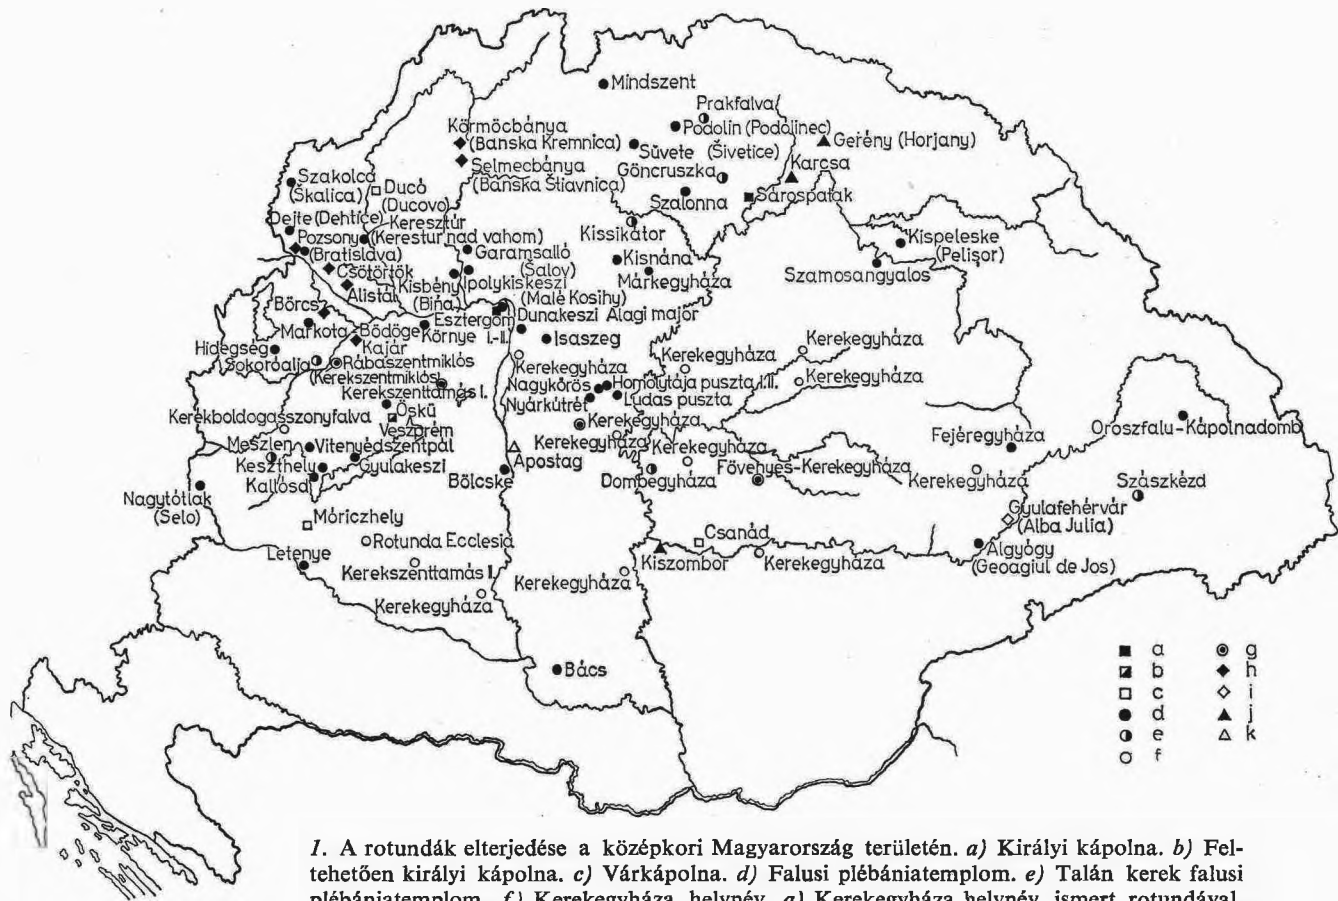 Mindszent
Prakfalva
Körmöcbánya
(Banska Kremnica)
Podolin (Podolinec)
Süvete (Šivetice)
Gerény (Horjany)
Selmecbánya
(Banska Štiavnica)
Göncruszka
Karcsa
Szakolca
(Škalica)
Ducó
(Ducovo)
Szalonna
Sárospatak
Dejte (Dehtice)
Keresztúr
(Kerestur nad vahom)
Kissikátor
Pozsony
(Bratislava)
Garamsalló
(Šalov)
Kisnána
Kispeleske
(Pelişor)
Csötörtök
Kisbény
(Bina)
Ipolykiskeszi
(Malé Kosihy)
Márkegyháza
Szamosangyalos
Alistál
Börcs
Esztergom
Dunakeszi Alagi major
Markota-Bödöge
Környe I.-II.
Isaszeg
Hidegség
Kajár
Kerekegyháza
Kerekegyháza
Kerekegyháza
Sokoróalja
Rábaszentmiklós
(Kerekszentmiklós)
Kerekegyháza
Kerekszenttamás I.
Nagykőrös
Homolytája puszta I.II.
Nyárkútrét
Ludas puszta
Öskü
Kerekboldogasszonyfalva
Veszprém
Kerekegyháza
Kerekegyháza
Kerekegyháza
Fejéregyháza
Oroszfalu-Kápolnadomb
Meszlen
Vitenyédszentpál
Apostag
Keszthely
Gyulakeszi
Fövenyes-Kerekegyháza
Kallósd
Bölcske
Dombegyháza
Kerekegyháza
Szászkézd
Nagytótlak
(Selo)
Móriczhely
Gyulafehérvár
(Alba Julia)
Rotunda Ecclesia
Csanád
Letenye
Kerekszenttamás II.
Kiszombor
Kerekegyháza
Algyógy
(Geoagiul de Jos)
Kerekegyháza
Kerekegyháza
Bács
a
b
c
d
e
f
g
h
i
j
k
1. A rotundák elterjedése a középkori Magyarország területén. a) Királyi kápolna. b) Fel-
tehetően királyi kápolna. c) Várkápolna. d) Falusi plébániatemplom. e) Talán kerek falusi
plébániatemplom. f) Kerekegyháza helynév. g) Kerekegyháza helynév ismert rotundával.